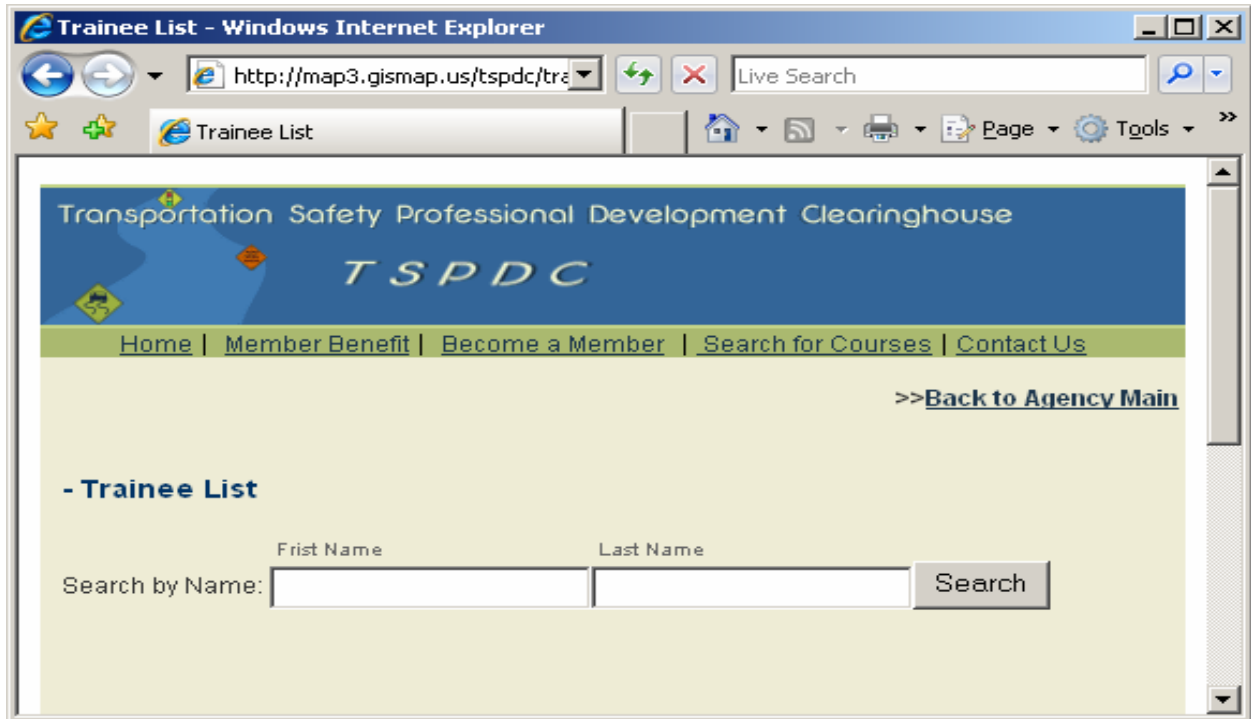 Trainee List - Windows Internet Explorer
http://map3.gismap.us/tspdc/tra
Live Search
Trainee List
Page
Tools
Transportation Safety Professional Development Clearinghouse
TSPDC
Home | Member Benefit | Become a Member | Search for Courses | Contact Us
>>Back to Agency Main
- Trainee List
Frist Name Last Name
Search by Name: Search